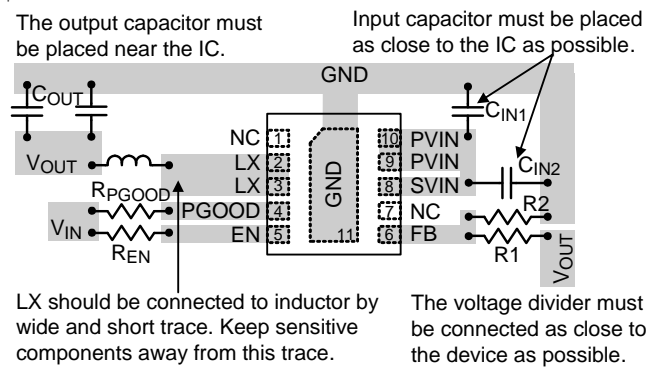 The output capacitor must
be placed near the IC.
Input capacitor must be placed
as close to the IC as possible.
GND
COUT
CIN1
NC 1
10 PVIN
VOUT
LX 2
9 PVIN
CIN2
LX 3
GND
8 SVIN
RPGOOD
PGOOD 4
7 NC
R2
VIN
EN 5
11
6 FB
REN
R1
VOUT
LX should be connected to inductor by
wide and short trace. Keep sensitive
components away from this trace.
The voltage divider must
be connected as close to
the device as possible.